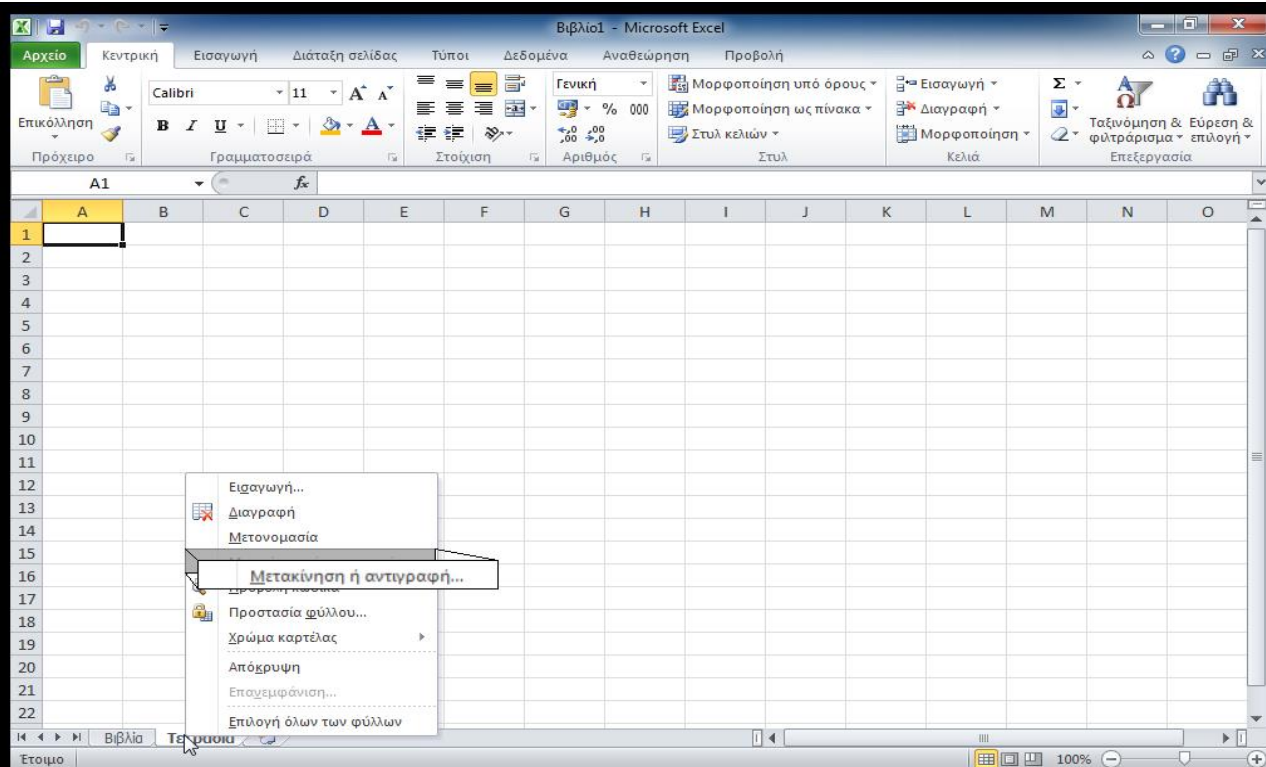 Βιβλίο1 - Microsoft Excel
Αρχείο Κεντρική Εισαγωγή Διάταξη σελίδας Τύποι Δεδομένα Αναθεώρηση Προβολή
Επικόλληση
Calibri 11
B I U
Γενική
% 000
Μορφοποίηση υπό όρους
Μορφοποίηση ως πίνακα
Στυλ κελιών
Εισαγωγή
Διαγραφή
Μορφοποίηση
Σ
Ταξινόμηση & φιλτράρισμα
Εύρεση & επιλογή
Πρόχειρο Γραμματοσειρά Στοίχιση Αριθμός Στυλ Κελιά Επεξεργασία
A1 fx
A B C D E F G H I J K L M N O
1
2
3
4
5
6
7
8
9
10
11
12
13
14
15
16
17
18
19
20
21
22
Εισαγωγή...
Διαγραφή
Μετονομασία
Μετακίνηση ή αντιγραφή...
Προστασία φύλλου...
Χρώμα καρτέλας
Απόκρυψη
Επανεμφάνιση...
Επιλογή όλων των φύλλων
Βιβλία
Έτοιμο 100%